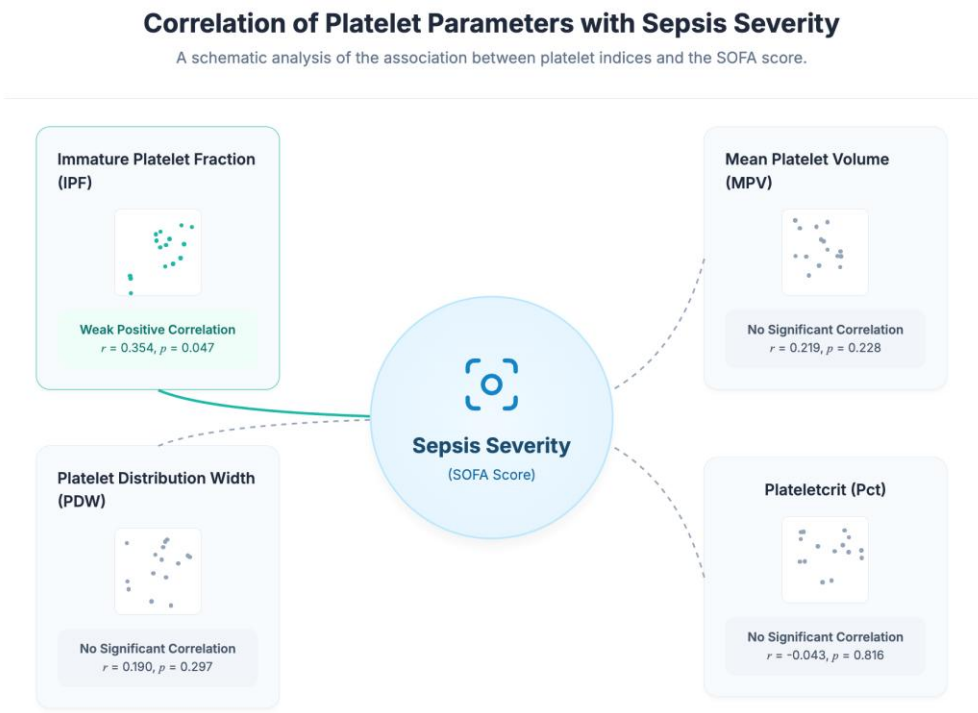 Correlation of Platelet Parameters with Sepsis Severity
A schematic analysis of the association between platelet indices and the SOFA score.
Immature Platelet Fraction
(IPF)
Weak Positive Correlation
r = 0.354, p = 0.047
Mean Platelet Volume
(MPV)
No Significant Correlation
r = 0.219, p = 0.228
Sepsis Severity
(SOFA Score)
Platelet Distribution Width
(PDW)
No Significant Correlation
r = 0.190, p = 0.297
Plateletcrit (Pct)
No Significant Correlation
r = -0.043, p = 0.816